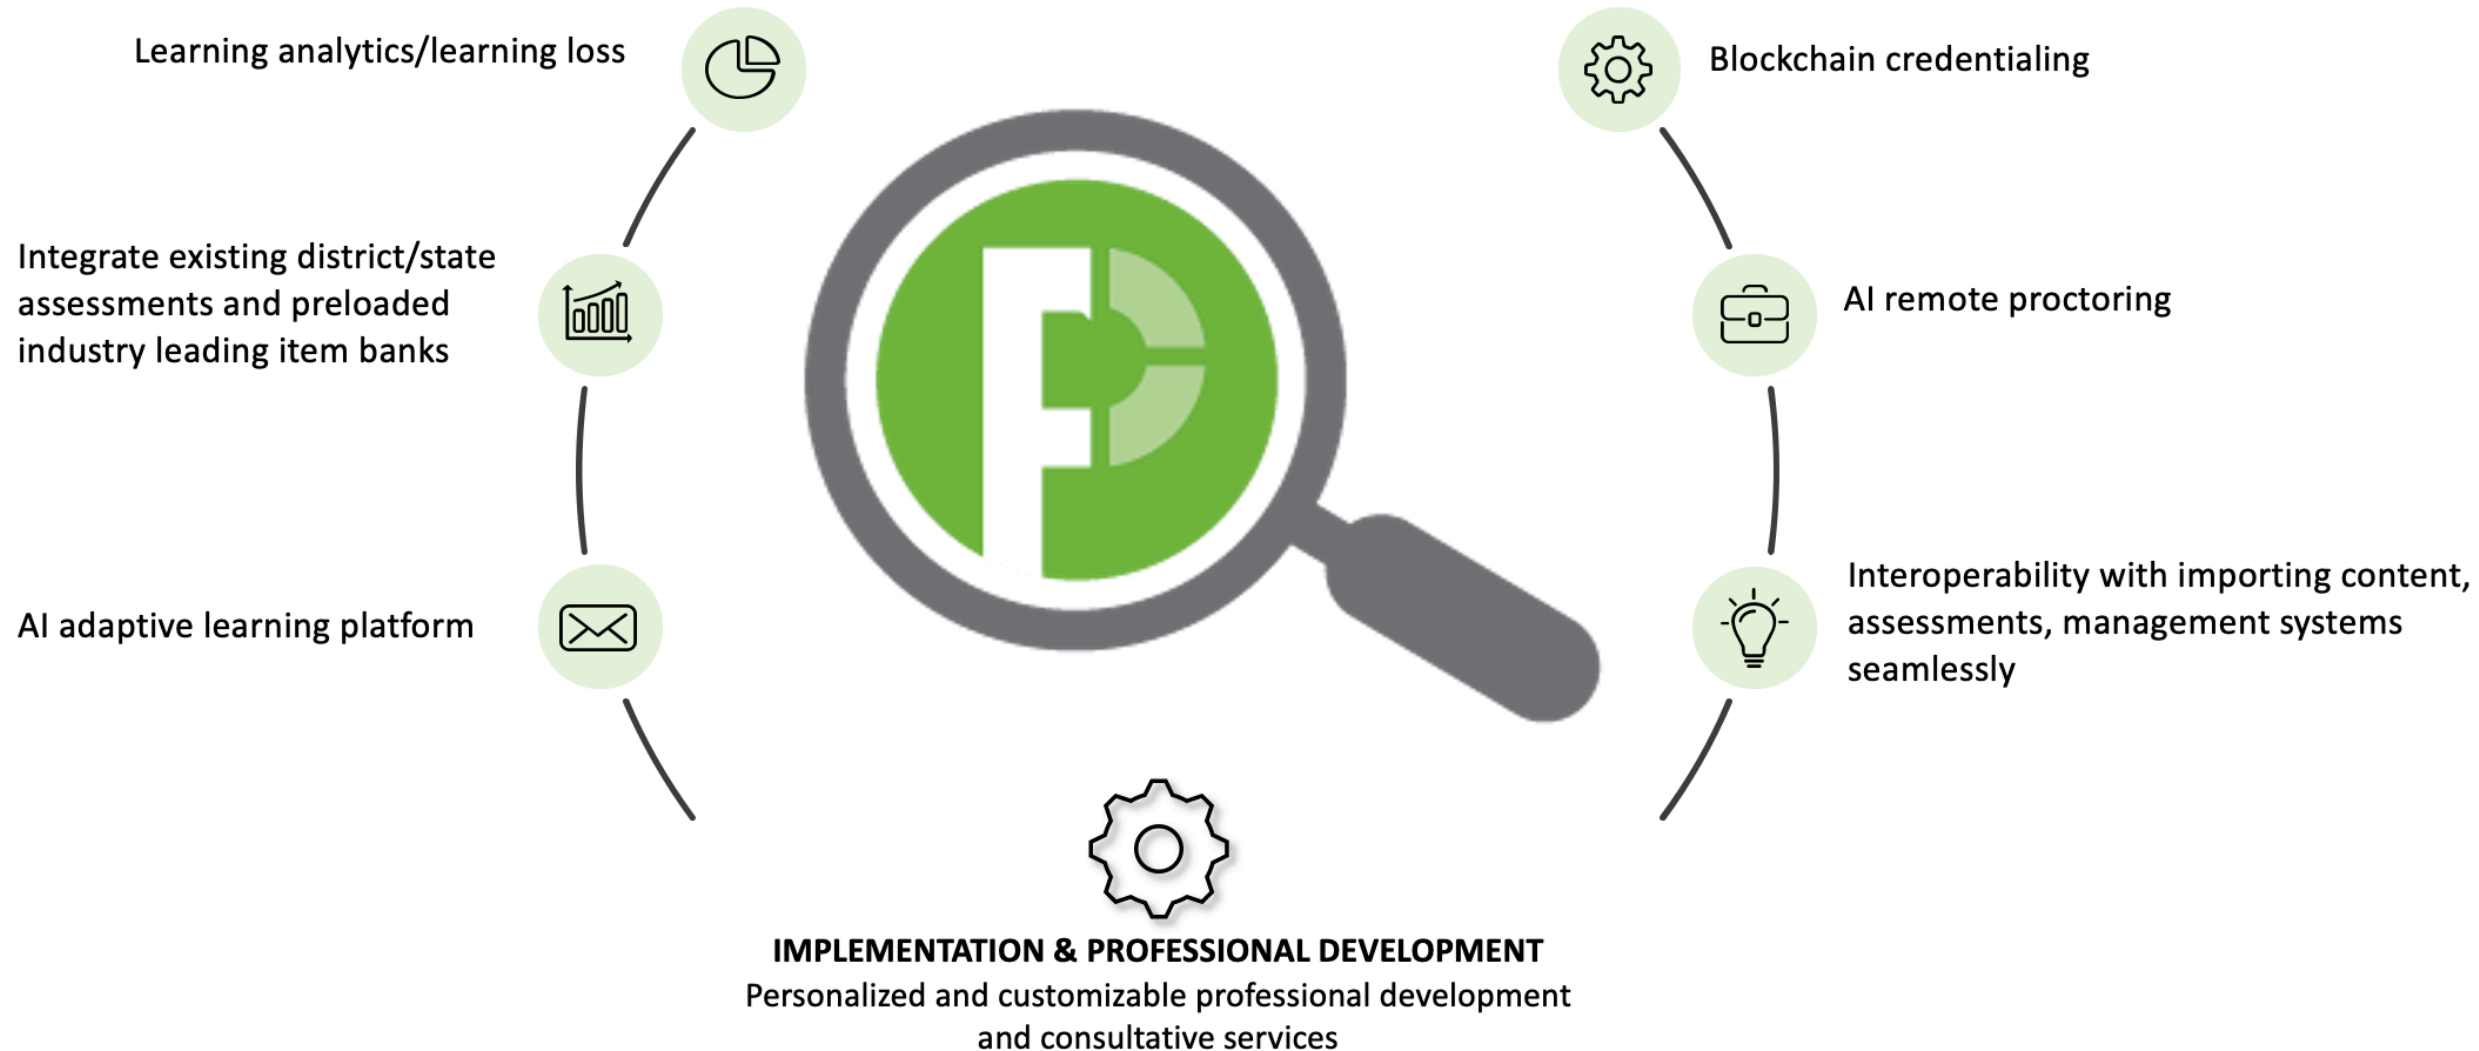 Learning analytics/learning loss
Integrate existing district/state
assessments and preloaded
industry leading item banks
AI adaptive learning platform
Blockchain credentialing
AI remote proctoring
Interoperability with importing content,
assessments, management systems
seamlessly
IMPLEMENTATION & PROFESSIONAL DEVELOPMENT
Personalized and customizable professional development
and consultative services